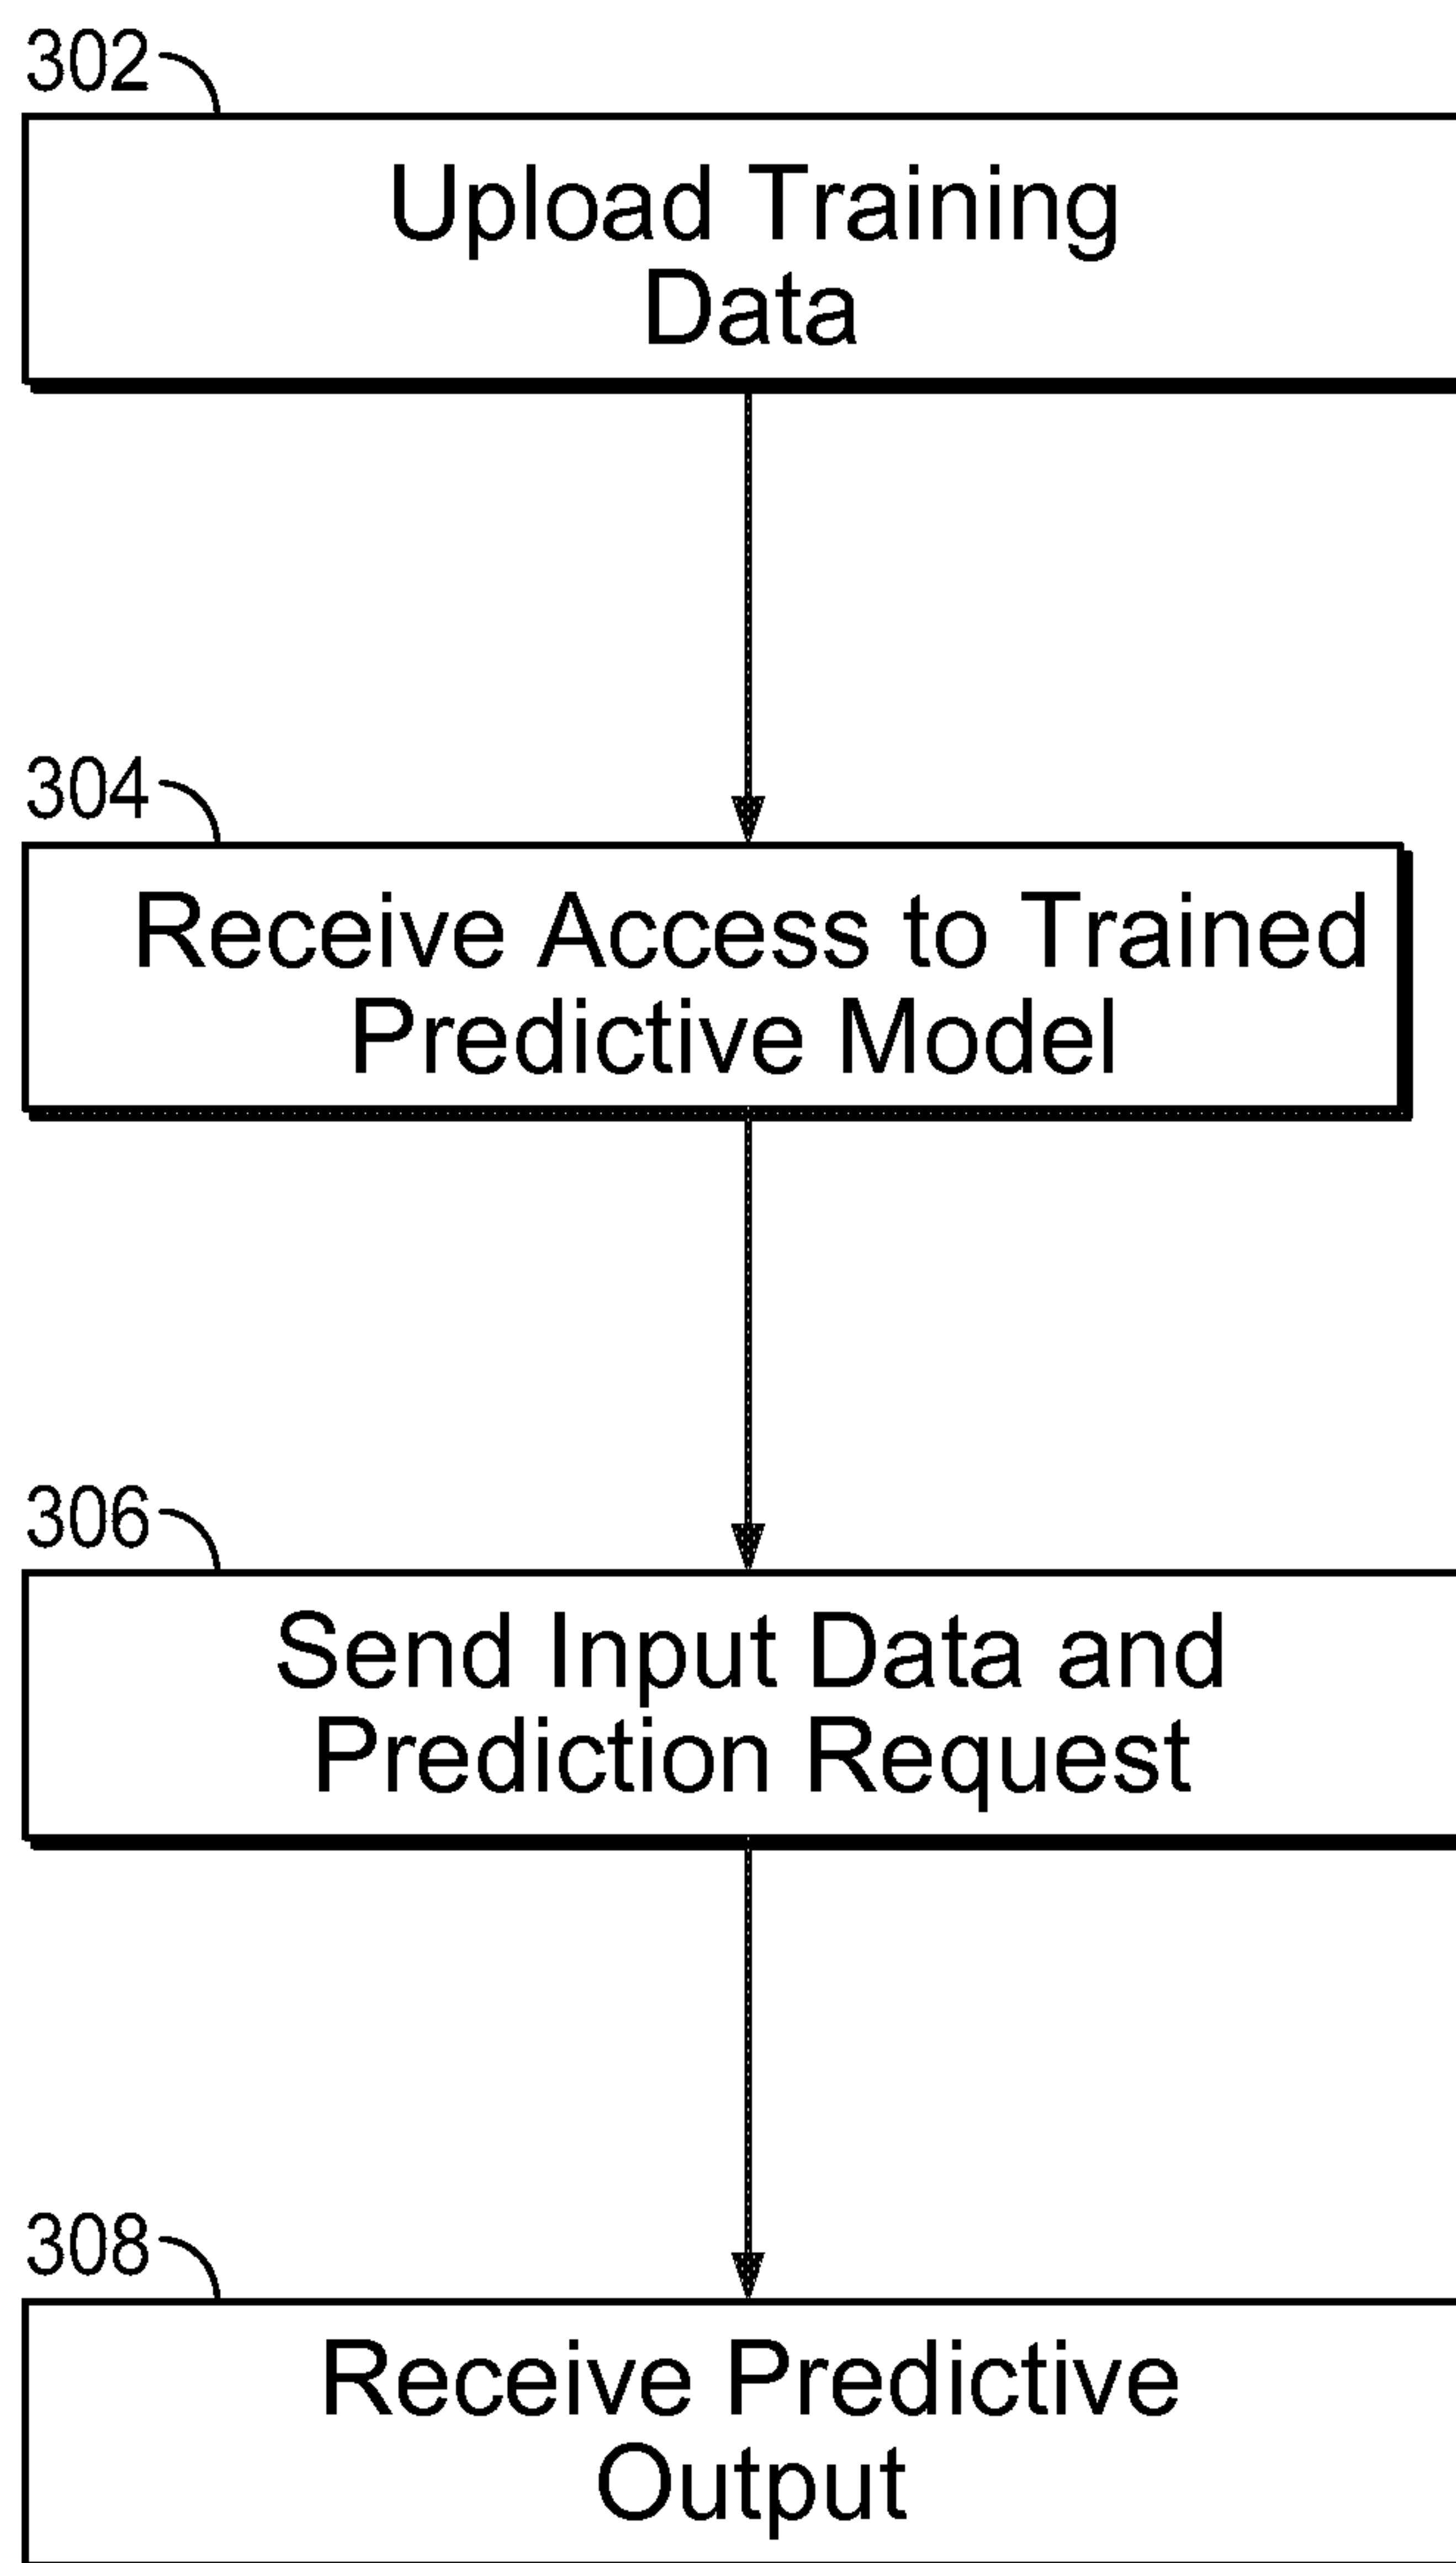 302
Upload Training
Data
304
Receive Access to Trained
Predictive Model
306
Send Input Data and
Prediction Request
308
Receive Predictive
Output